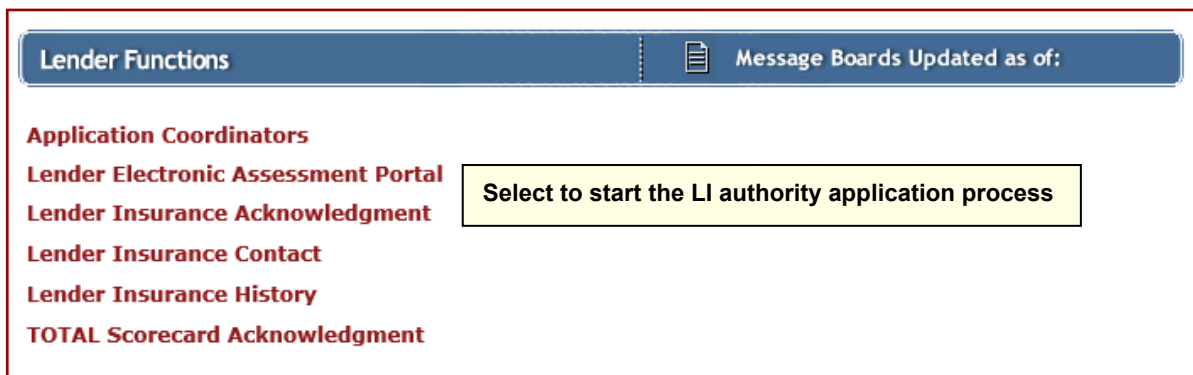 Lender Functions
Message Boards Updated as of:
Application Coordinators
Lender Electronic Assessment Portal
Select to start the LI authority application process
Lender Insurance Acknowledgment
Lender Insurance Contact
Lender Insurance History
TOTAL Scorecard Acknowledgment